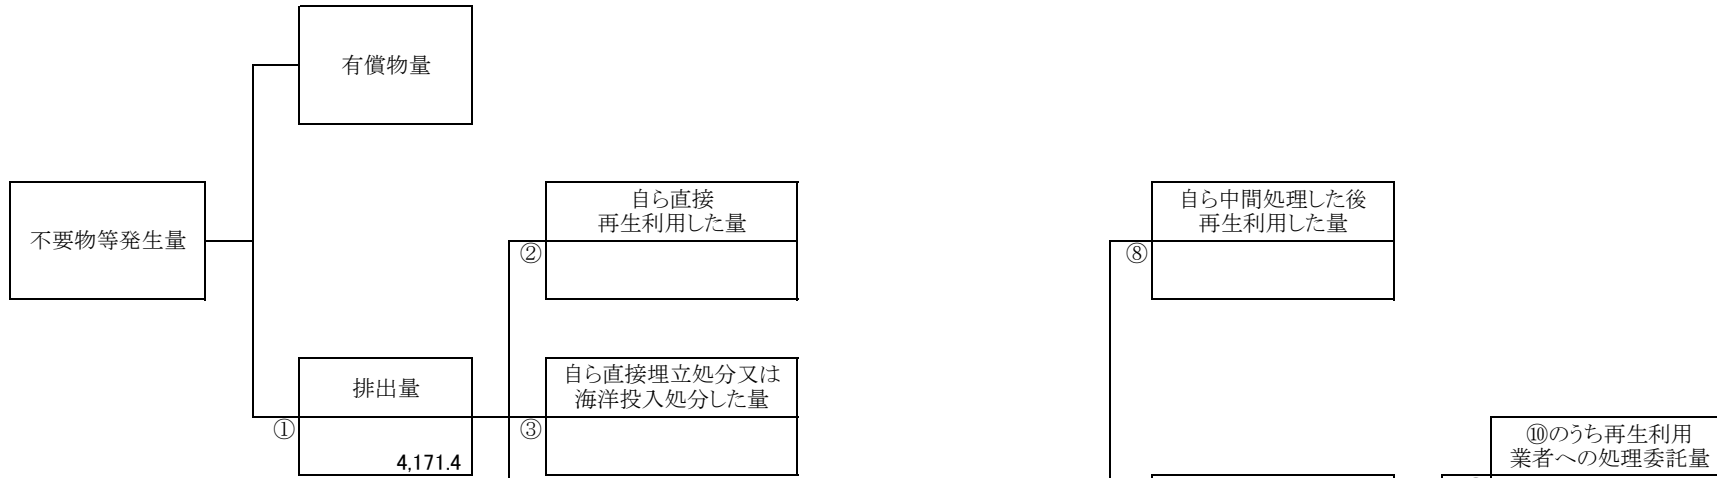 有償物量
不要物等発生量
自ら直接
再生利用した量
②
自ら中間処理した後
再生利用した量
⑧
排出量
①
4,171.4
自ら直接埋立処分又は
海洋投入処分した量
③
⑩のうち再生利用
業者への処理委託量